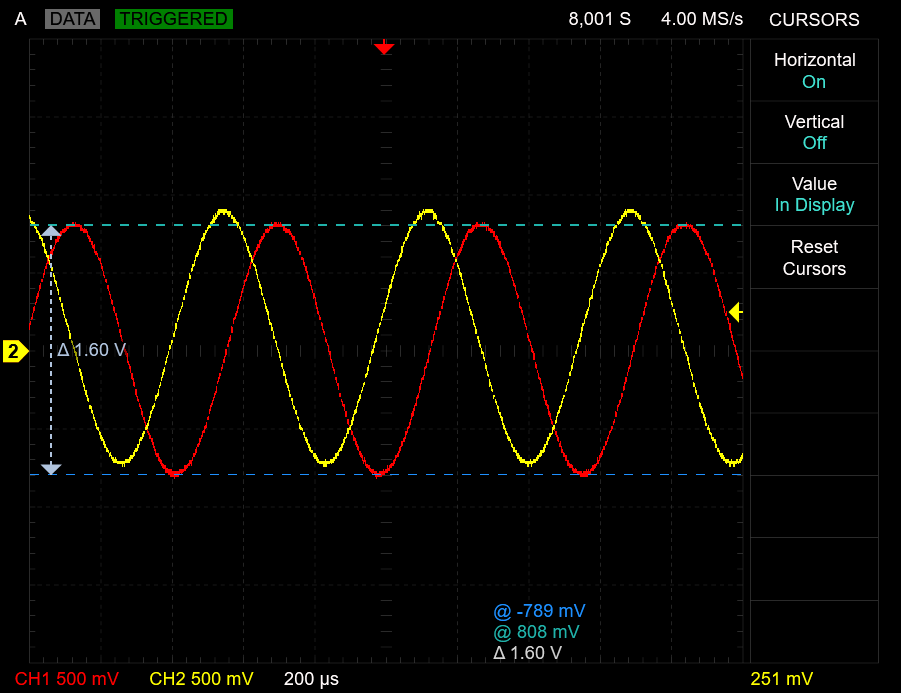 A DATA TRIGGERED 8,001 S 4.00 MS/s CURSORS
Horizontal
On
Vertical
Off
Value
In Display
Reset
Cursors
2
Δ 1.60 V
@ -789 mV
@ 808 mV
Δ 1.60 V
CH1 500 mV CH2 500 mV 200 µs 251 mV